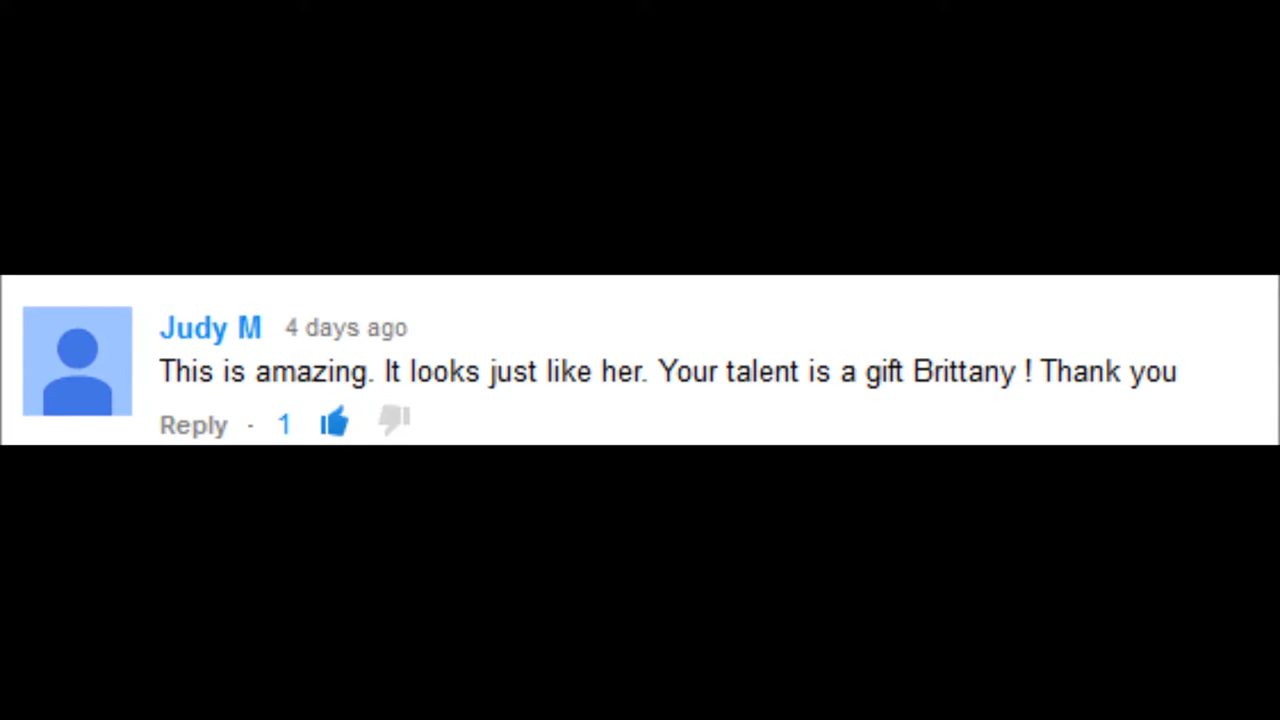 Judy M 4 days ago
This is amazing. It looks just like her. Your talent is a gift Brittany ! Thank you
Reply · 1